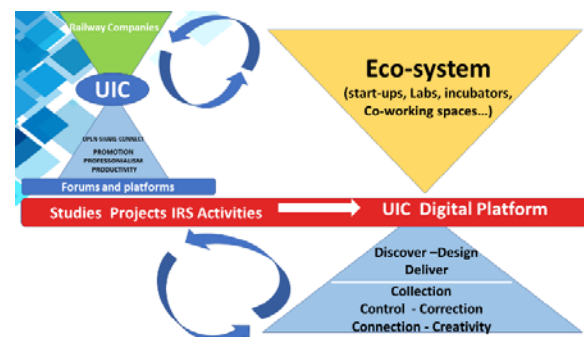 Railway Companies
UIC
OPEN SHARE CONNECT
PROMOTION
PROFESSIONALISM
PRODUCTIVITY
Forums and platforms
Studies Projects IRS Activities
Eco-system
(start-ups, Labs, incubators,
Co-working spaces...)
UIC Digital Platform
Discover –Design
Deliver
Collection
Control - Correction
Connection - Creativity